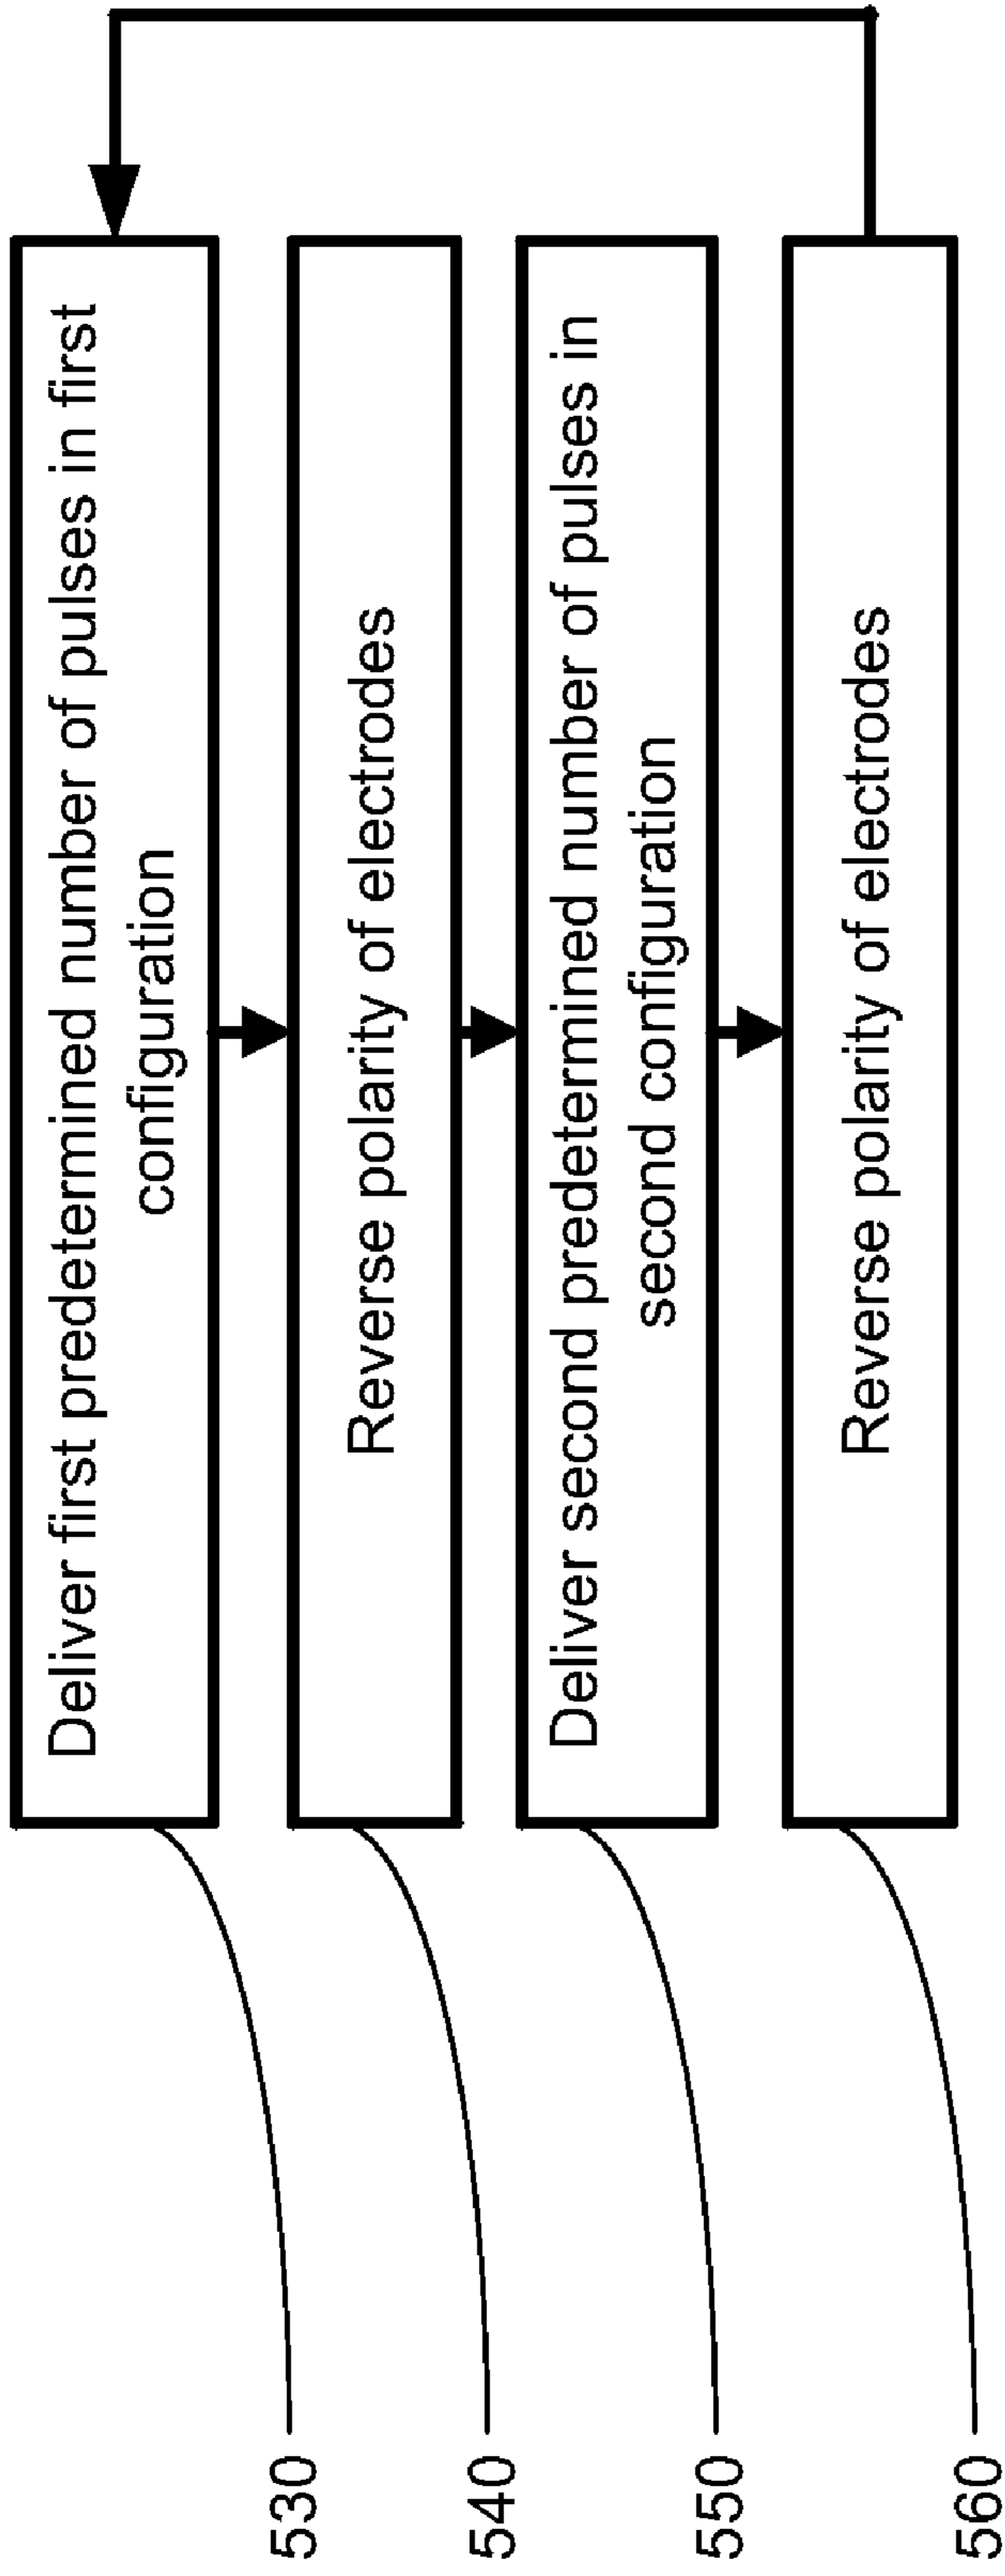 530
Deliver first predetermined number of pulses in first
configuration
540
Reverse polarity of electrodes
550
Deliver second predetermined number of pulses in
second configuration
560
Reverse polarity of electrodes